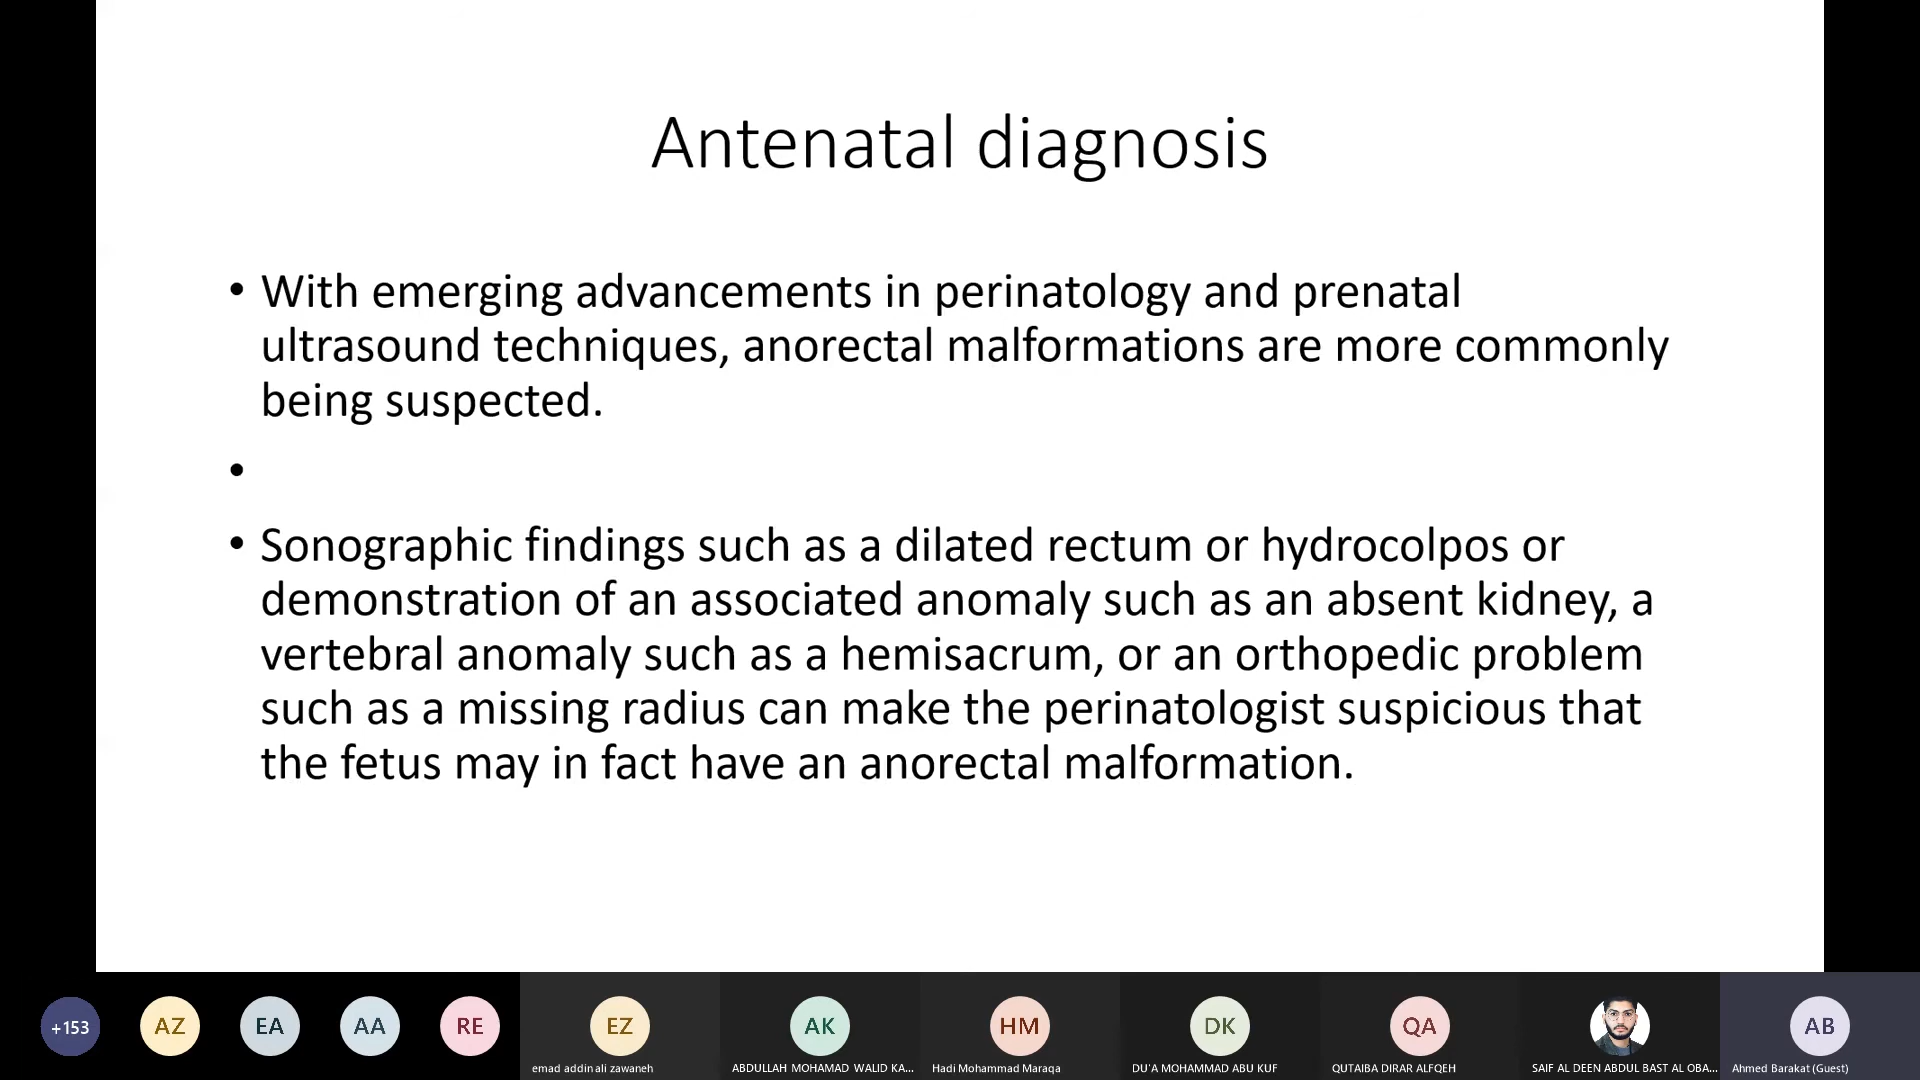 Antenatal diagnosis
• With emerging advancements in perinatology and prenatal
ultrasound techniques, anorectal malformations are more commonly
being suspected.
•
• Sonographic findings such as a dilated rectum or hydrocolpos or
demonstration of an associated anomaly such as an absent kidney, a
vertebral anomaly such as a hemisacrum, or an orthopedic problem
such as a missing radius can make the perinatologist suspicious that
the fetus may in fact have an anorectal malformation.
+153
AZ
EA
AA
RE
EZ
AK
HM
DK
QA
AB
emad addin ali zawaneh
ABDULLAH MOHAMAD WALID KA...
Hadi Mohammad Maraqa
DU'A MOHAMMAD ABU KUF
QUTAIBA DIRAR ALFQEH
SAIF AL DEEN ABDUL BAST AL OBA...
Ahmed Barakat (Guest)